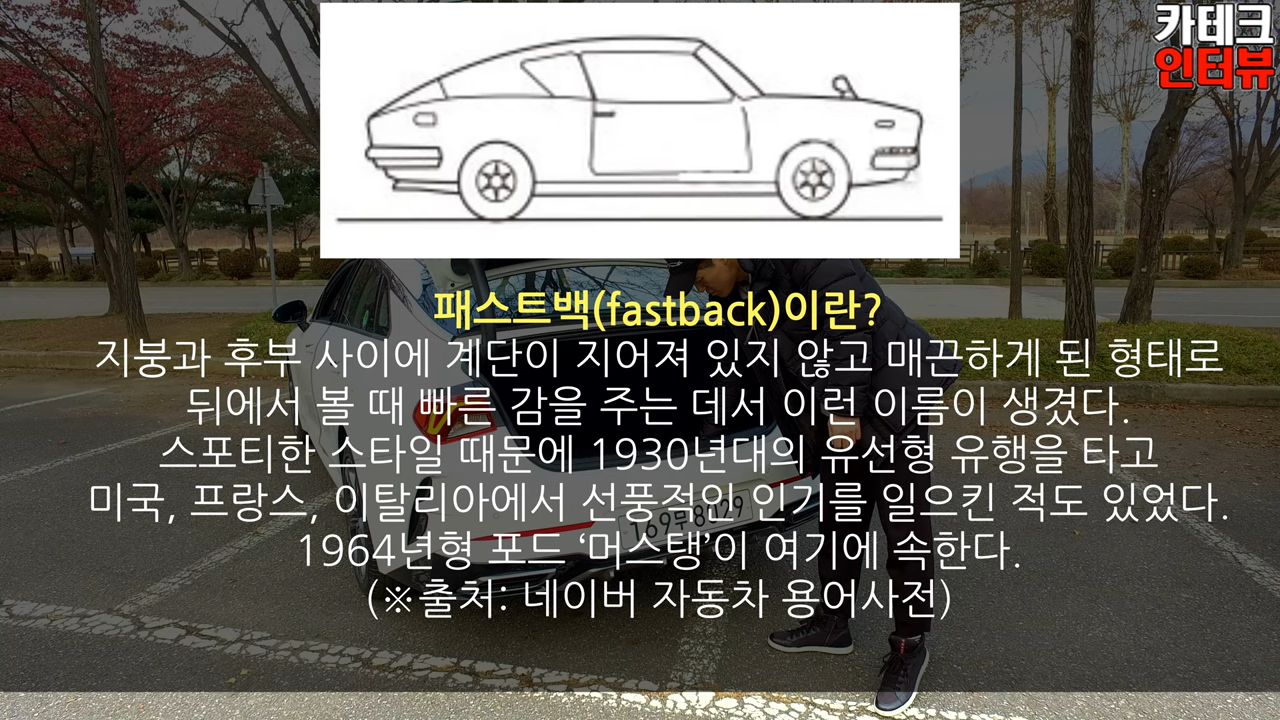 카테크
인터뷰
패스트백(fastback)이란?
지붕과 후부 사이에 계단이 지어져 있지 않고 매끈하게 된 형태로
뒤에서 볼 때 빠른 감을 주는 데서 이런 이름이 생겼다.
스포티한 스타일 때문에 1930년대의 유선형 유행을 타고
미국, 프랑스, 이탈리아에서 선풍적인 인기를 일으킨 적도 있었다.
1964년형 포드 ‘머스탱’이 여기에 속한다.
(※출처: 네이버 자동차 용어사전)